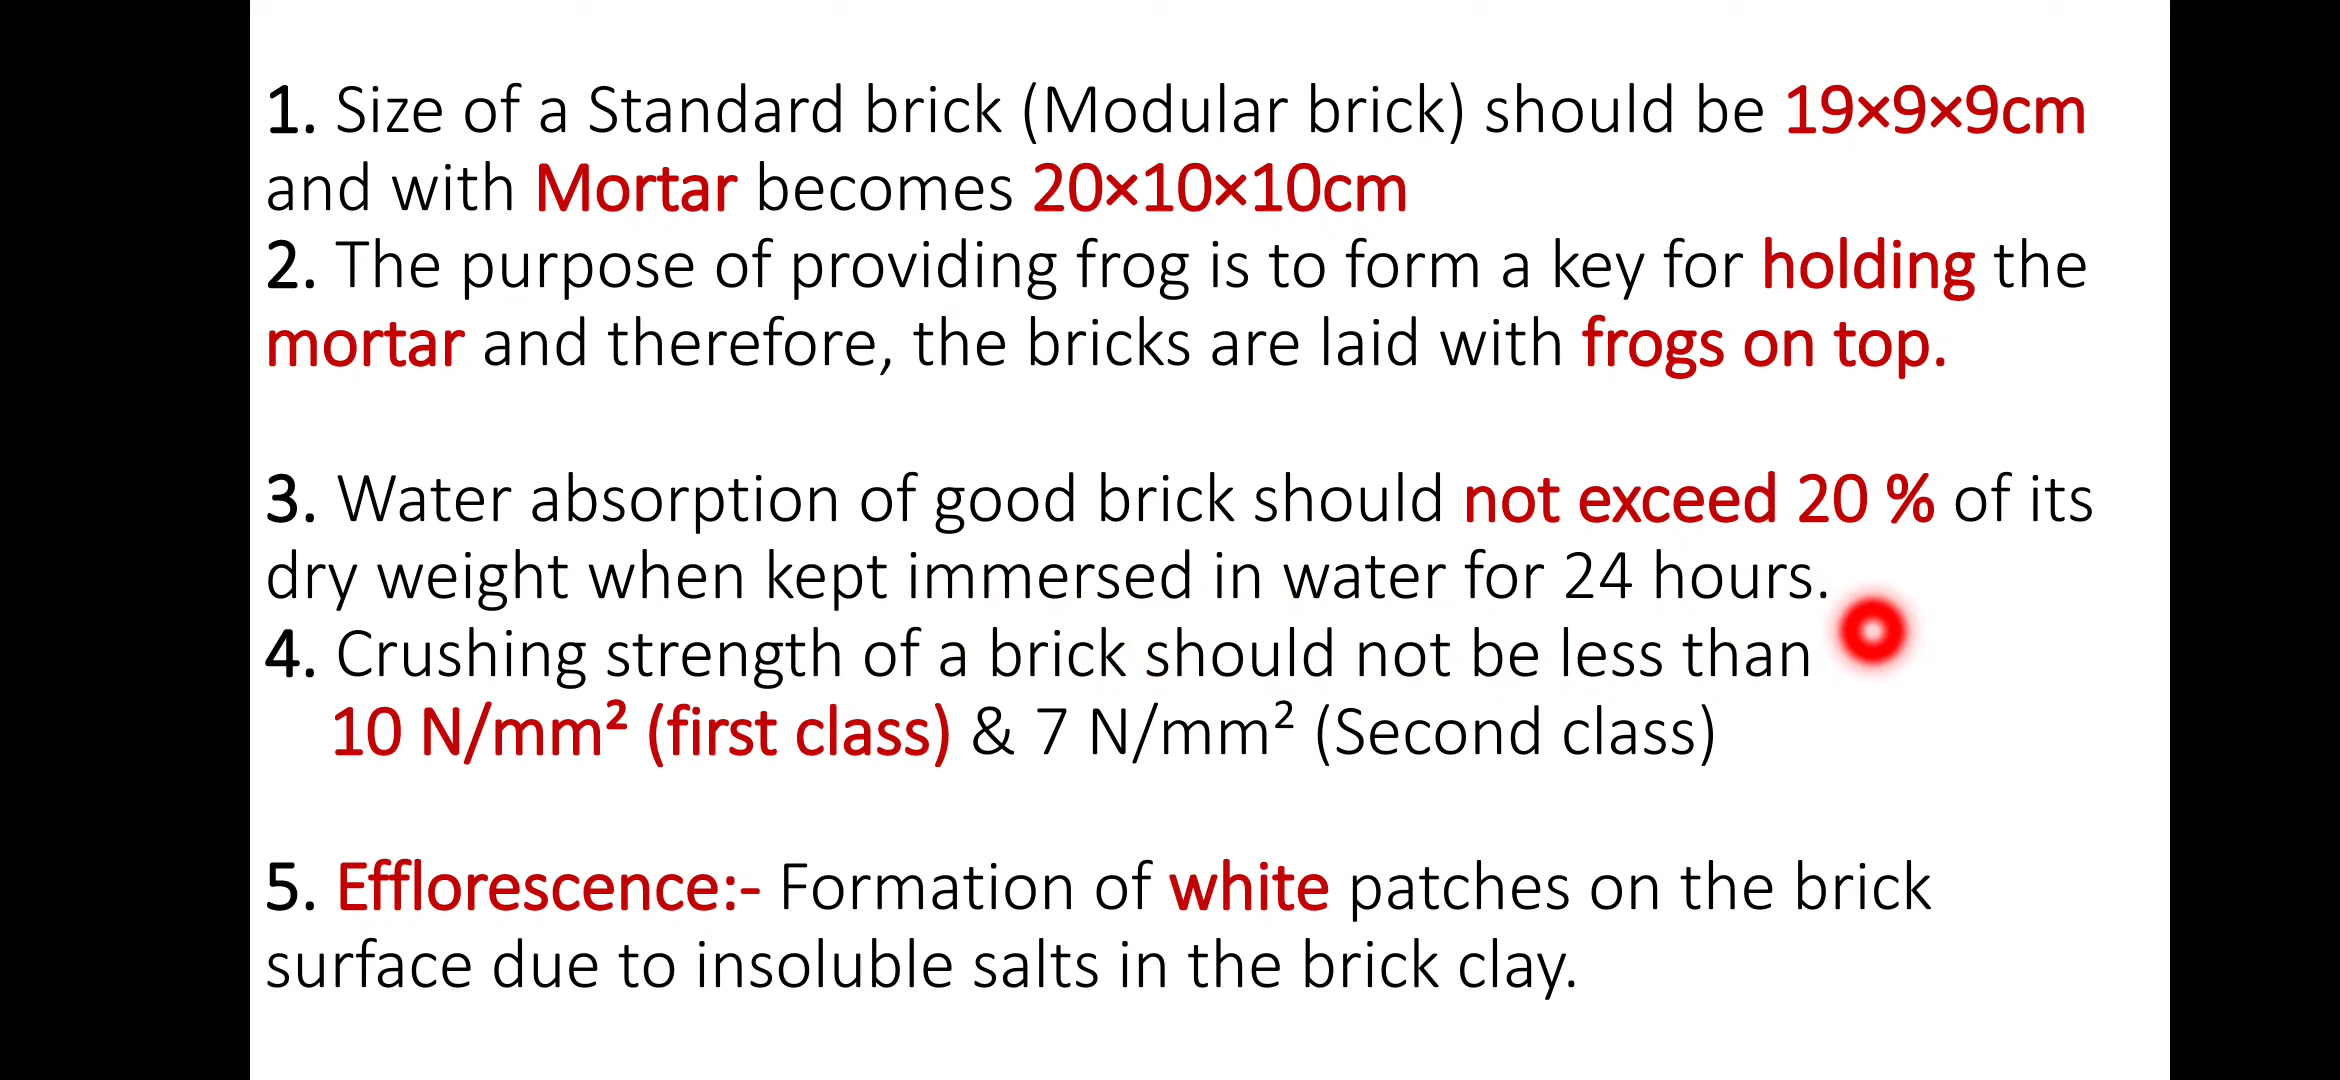 1. Size of a Standard brick (Modular brick) should be 19×9×9cm
and with Mortar becomes 20×10×10cm
2. The purpose of providing frog is to form a key for holding the
mortar and therefore, the bricks are laid with frogs on top.
3. Water absorption of good brick should not exceed 20 % of its
dry weight when kept immersed in water for 24 hours.
4. Crushing strength of a brick should not be less than
10 N/mm² (first class) & 7 N/mm² (Second class)
5. Efflorescence:- Formation of white patches on the brick
surface due to insoluble salts in the brick clay.